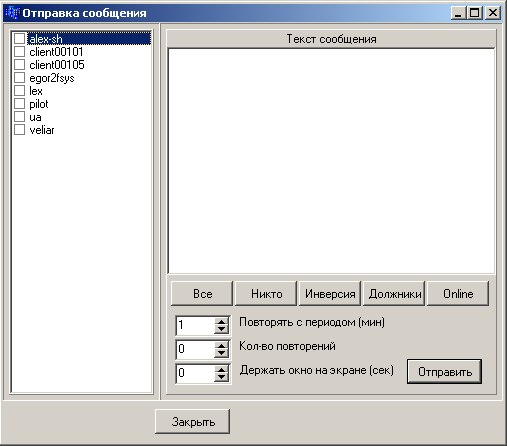 Отправка сообщения
alex-sh
client00101
client00105
egor2fsys
lex
pilot
ua
veliar
Текст сообщения
Все Никто Инверсия Должники Online
1 Повторять с периодом (мин)
0 Кол-во повторений
0 Держать окно на экране (сек) Отправить
Закрыть